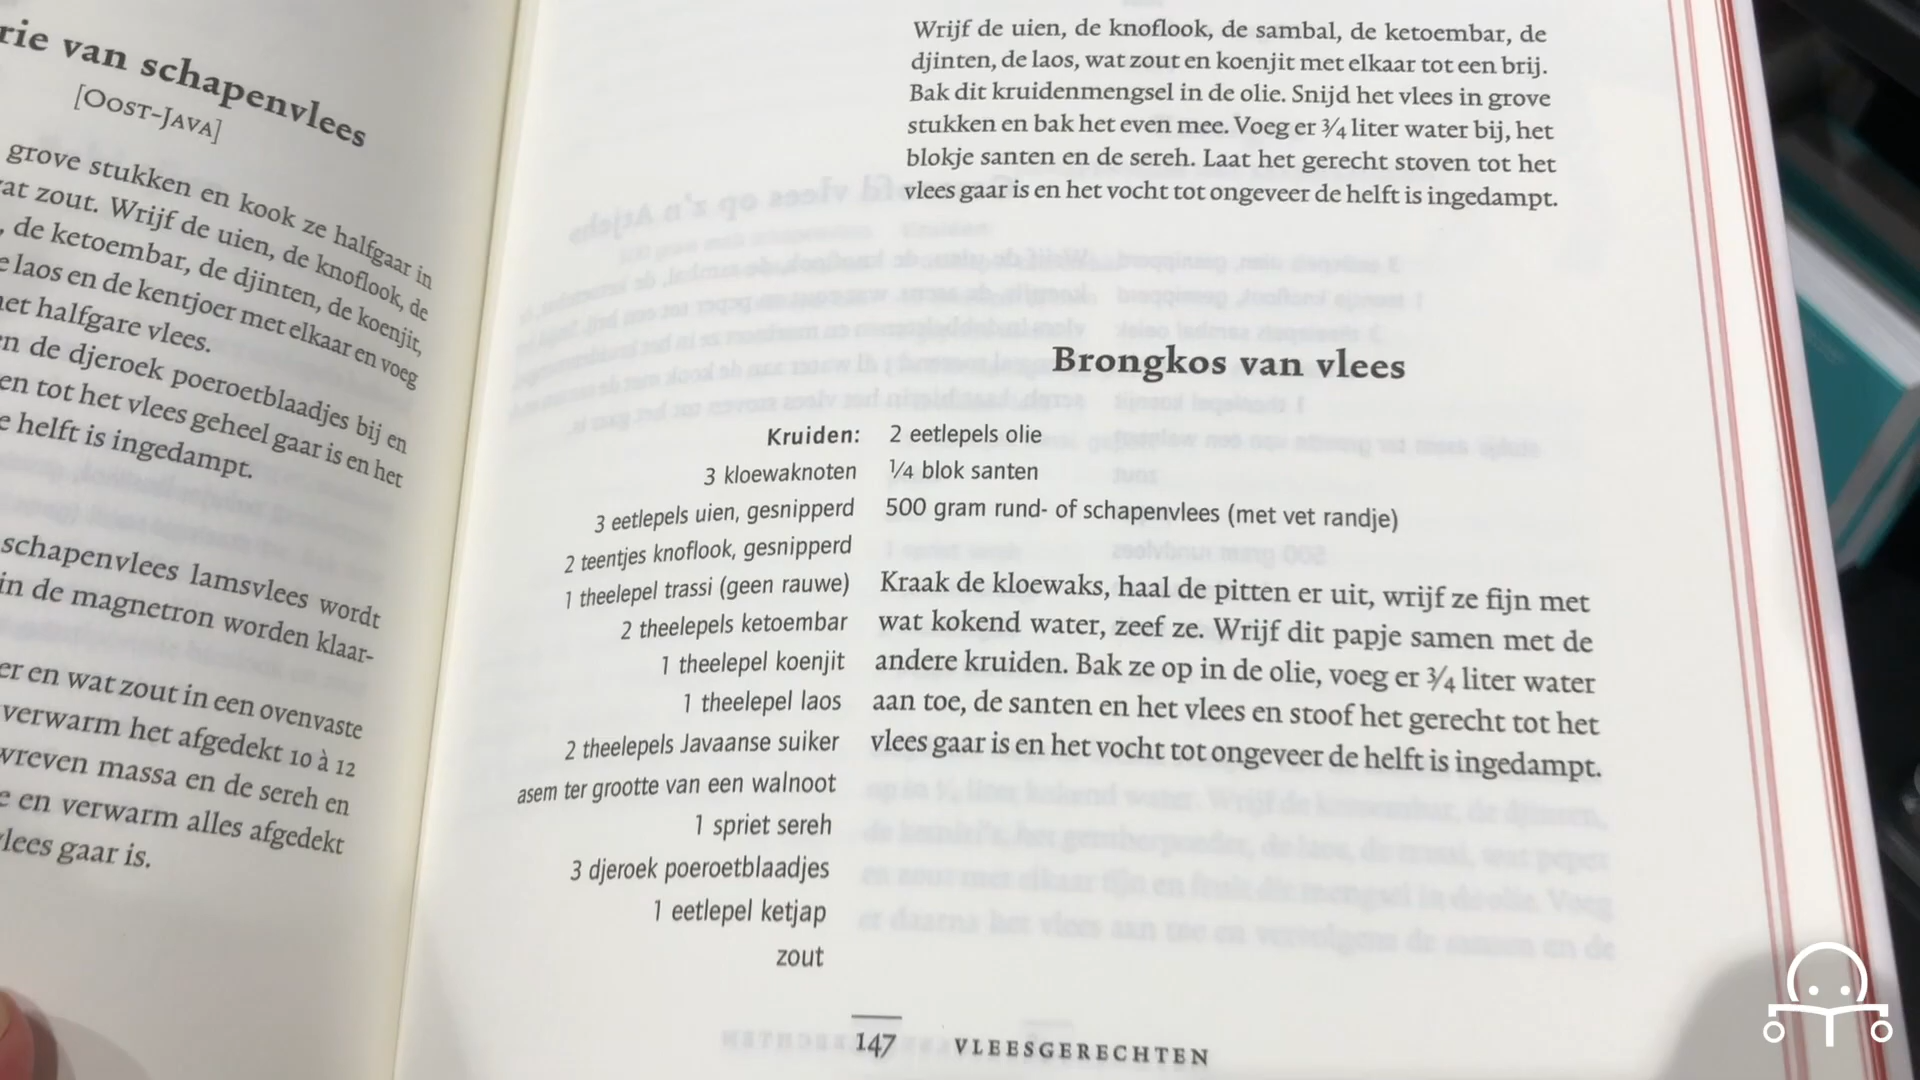 rie van schapenvlees
[OOST-JAVA]
grove stukken en kook ze halfgaar in
at zout. Wrijf de uien, de knoflook, de
, de ketoembar, de djinten, de koenjit,
e laos en de kentjoer met elkaar en voeg
het halfgare vlees.
en de djeroek poeroetblaadjes bij en
en tot het vlees geheel gaar is en het
e helft is ingedampt.
schapenvlees lamsvlees wordt
in de magnetron worden klaar-
er en wat zout in een ovenvaste
verwarm het afgedekt 10 à 12
wreven massa en de sereh en
e en verwarm alles afgedekt
vlees gaar is.
Wrijf de uien, de knoflook, de sambal, de ketoembar, de
djinten, de laos, wat zout en koenjit met elkaar tot een brij.
Bak dit kruidenmengsel in de olie. Snijd het vlees in grove
stukken en bak het even mee. Voeg er ¾ liter water bij, het
blokje santen en de sereh. Laat het gerecht stoven tot het
vlees gaar is en het vocht tot ongeveer de helft is ingedampt.
Brongkos van vlees
Kruiden:
3 kloewaknoten
3 eetlepels uien, gesnipperd
2 teentjes knoflook, gesnipperd
1 theelepel trassi (geen rauwe)
2 theelepels ketoembar
1 theelepel koenjit
1 theelepel laos
2 theelepels Javaanse suiker
asem ter grootte van een walnoot
1 spriet sereh
3 djeroek poeroetblaadjes
1 eetlepel ketjap
zout
2 eetlepels olie
¼ blok santen
500 gram rund- of schapenvlees (met vet randje)
Kraak de kloewaks, haal de pitten er uit, wrijf ze fijn met
wat kokend water, zeef ze. Wrijf dit papje samen met de
andere kruiden. Bak ze op in de olie, voeg er ¾ liter water
aan toe, de santen en het vlees en stoof het gerecht tot het
vlees gaar is en het vocht tot ongeveer de helft is ingedampt.
147 VLEESGERECHTEN